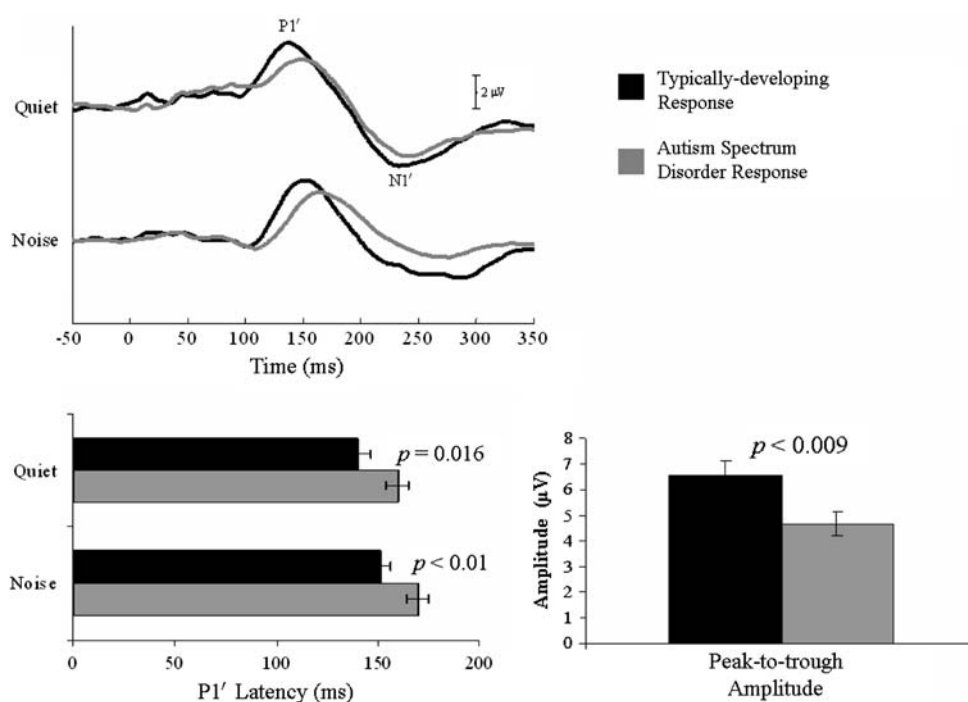 P1′
Quiet
2 µV
N1′
Noise
-50 0 50 100 150 200 250 300 350
Time (ms)
Typically-developing
Response
Autism Spectrum
Disorder Response
Quiet
p = 0.016
Noise
p < 0.01
0 50 100 150 200
P1′ Latency (ms)
p < 0.009
Amplitude (µV)
8
7
6
5
4
3
2
1
0
Peak-to-trough
Amplitude